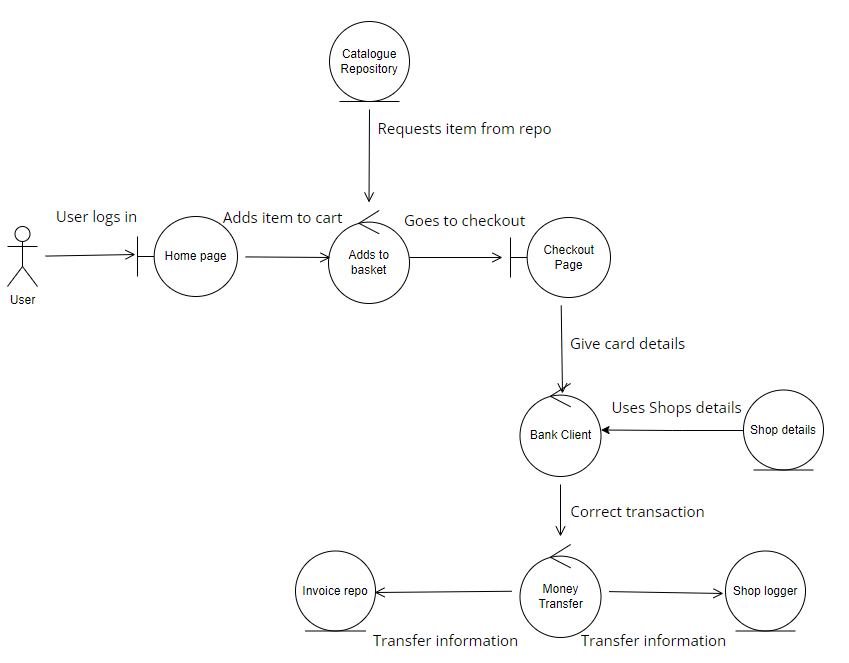 Catalogue
Repository
Requests item from repo
User logs in
Adds item to cart
Goes to checkout
Home page
Adds to
basket
Checkout
Page
User
Give card details
Uses Shops details
Bank Client
Shop details
Correct transaction
Invoice repo
Money
Transfer
Shop logger
Transfer information
Transfer information